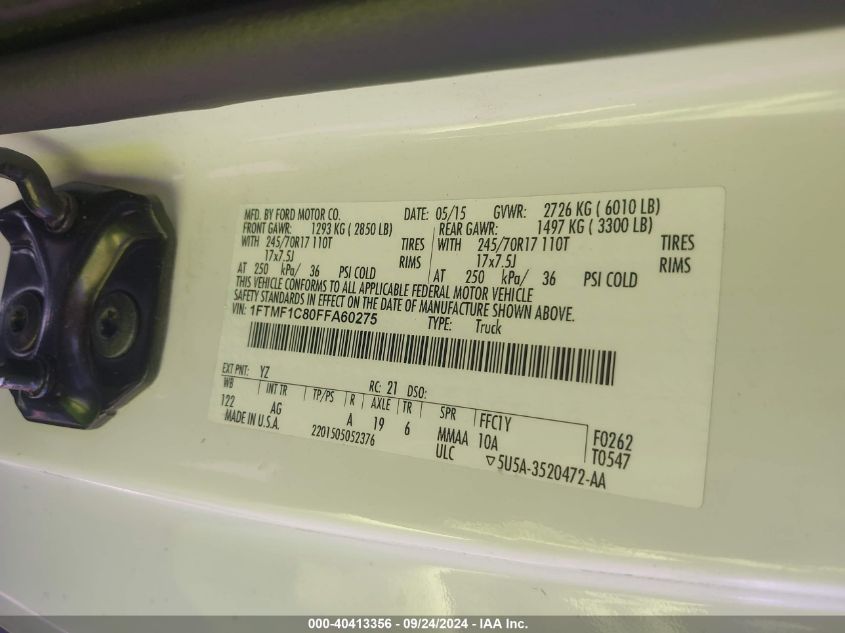 MFD. BY FORD MOTOR CO. DATE: 05/15 GVWR: 2726 KG ( 6010 LB)
FRONT GAWR: 1293 KG ( 2850 LB) REAR GAWR: 1497 KG ( 3300 LB)
WITH 245/70R17 110T TIRES WITH 245/70R17 110T TIRES
17x7.5J RIMS 17x7.5J RIMS
AT 250 kPa/ 36 PSI COLD AT 250 kPa/ 36 PSI COLD
THIS VEHICLE CONFORMS TO ALL APPLICABLE FEDERAL MOTOR VEHICLE
SAFETY STANDARDS IN EFFECT ON THE DATE OF MANUFACTURE SHOWN ABOVE.
VIN: 1FTMF1C80FFA60275 TYPE: Truck
EXT PNT: YZ RC: 21 DSO:
WB INT TR TP/PS R AXLE TR SPR FFC1Y F0262
122 AG A 19 6 MMAA 10A T0547
MADE IN U.S.A. 2201505052376 ULC ▽5U5A-3520472-AA
000-40413356 - 09/24/2024 - IAA Inc.